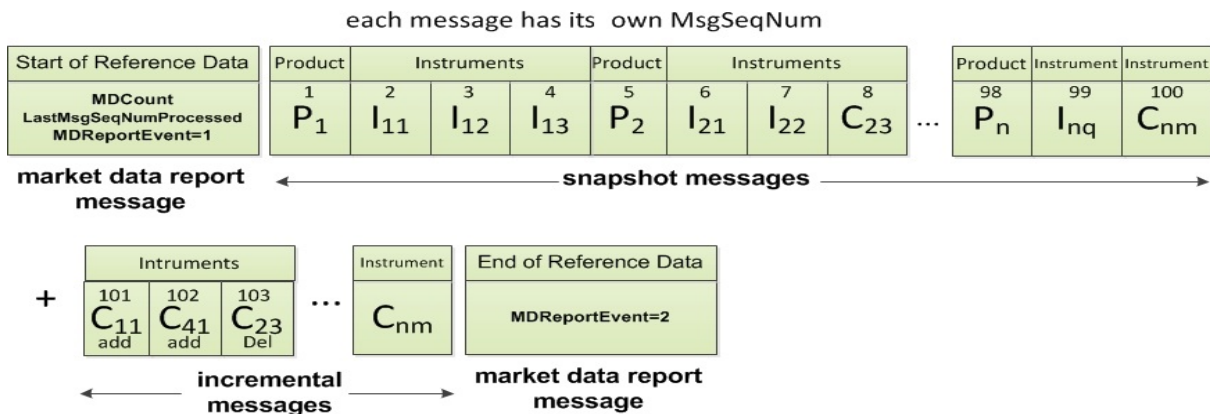 each message has its own MsgSeqNum
Start of Reference Data
MDCount
LastMsgSeqNumProcessed
MDReportEvent=1
market data report
message
Product Instruments Product Instruments Product Instrument Instrument
1 2 3 4 5 6 7 8 98 99 100
P1 I11 I12 I13 P2 I21 I22 C23 ... Pn Inq Cnm
snapshot messages
+
Intruments Instrument
101 102 103
C11 C41 C23 ... Cnm
add add Del
incremental
messages
End of Reference Data
MDReportEvent=2
market data report
message